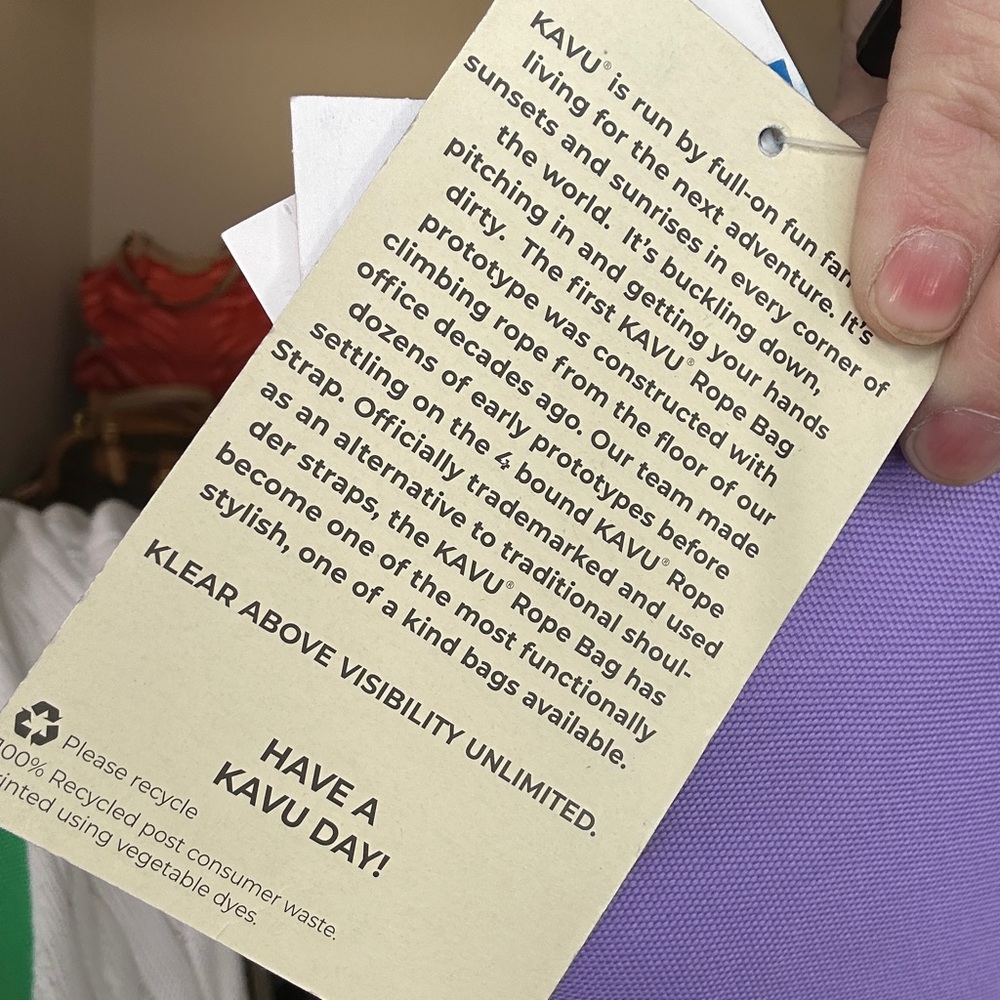 KAVU® is run by full-on fun fam
living for the next adventure. It's
sunsets and sunrises in every corner of
the world. It's buckling down,
pitching in and getting your hands
dirty. The first KAVU® Rope Bag
prototype was constructed with
climbing rope from the floor of our
office decades ago. Our team made
dozens of early prototypes before
settling on the 4 bound KAVU® Rope
Strap. Officially trademarked and used
as an alternative to traditional shoul-
der straps, the KAVU® Rope Bag has
become one of the most functionally
stylish, one of a kind bags available.
KLEAR ABOVE VISIBILITY UNLIMITED.
HAVE A
KAVU DAY!
Please recycle
100% Recycled post consumer waste.
rinted using vegetable dyes.